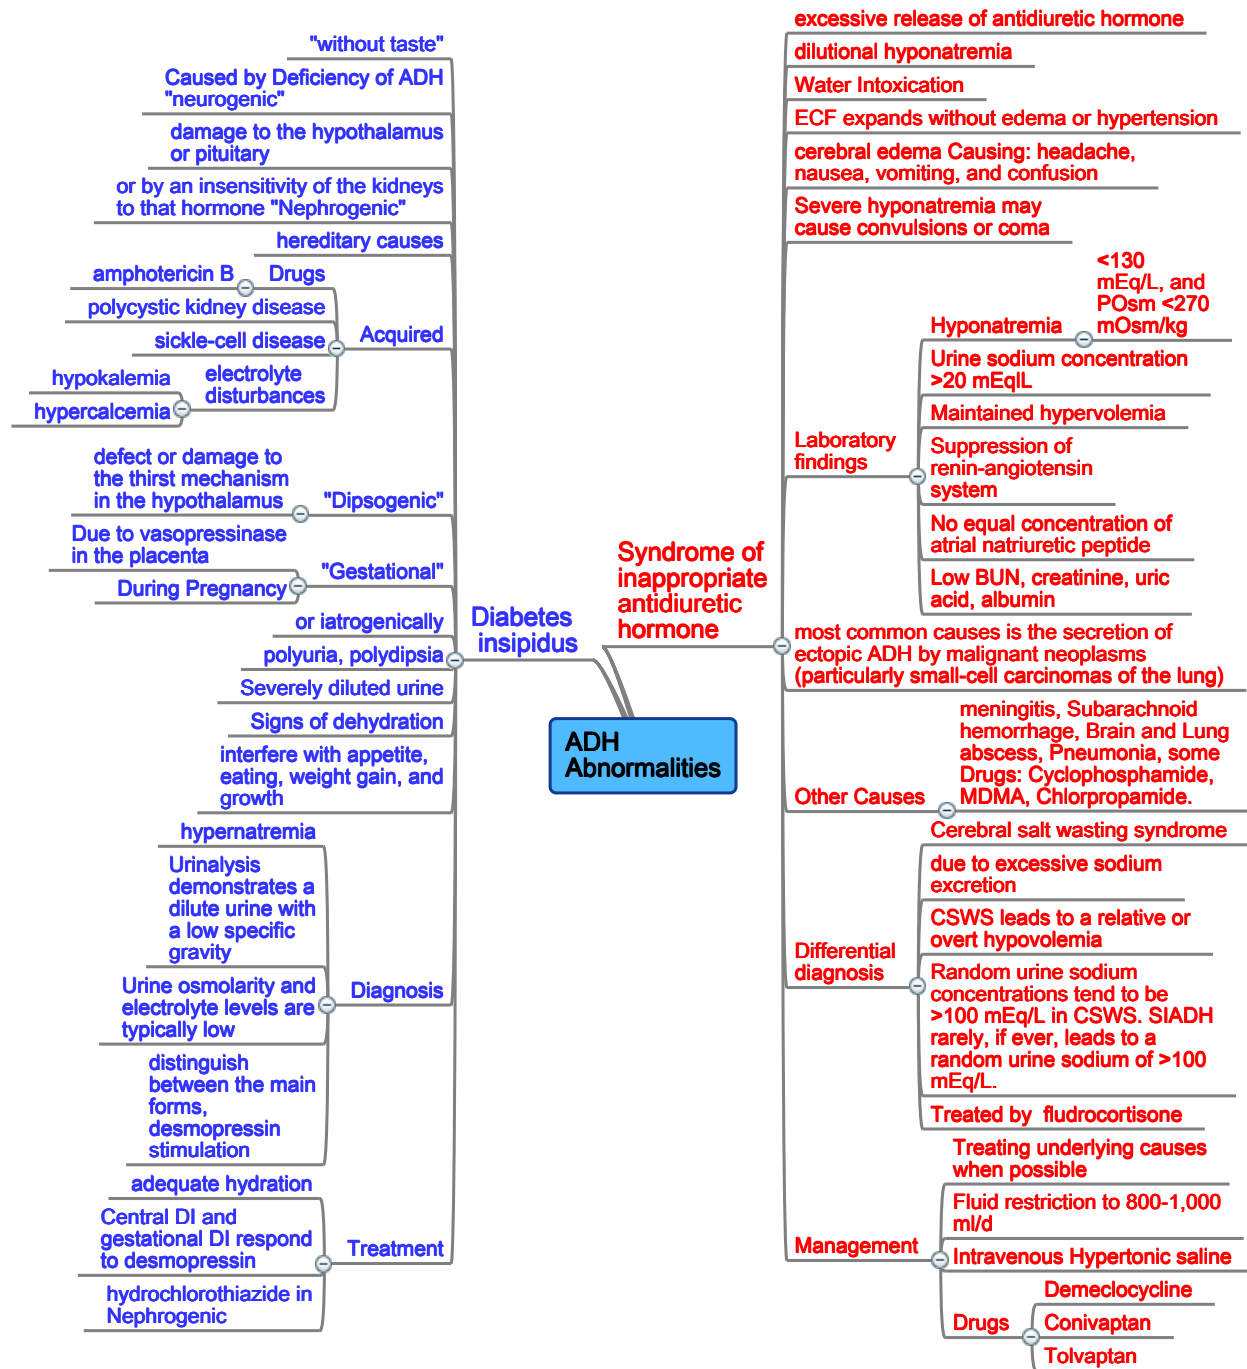 ADH
Abnormalities
Diabetes
insipidus
"without taste"
Caused by Deficiency of ADH
"neurogenic"
damage to the hypothalamus
or pituitary
or by an insensitivity of the kidneys
to that hormone "Nephrogenic"
hereditary causes
Acquired
Drugs
amphotericin B
polycystic kidney disease
sickle-cell disease
electrolyte
disturbances
hypokalemia
hypercalcemia
"Dipsogenic"
defect or damage to
the thirst mechanism
in the hypothalamus
"Gestational"
Due to vasopressinase
in the placenta
During Pregnancy
or iatrogenically
polyuria, polydipsia
Severely diluted urine
Signs of dehydration
interfere with appetite,
eating, weight gain, and
growth
Diagnosis
hypernatremia
Urinalysis
demonstrates a
dilute urine with
a low specific
gravity
Urine osmolarity and
electrolyte levels are
typically low
distinguish
between the main
forms,
desmopressin
stimulation
Treatment
adequate hydration
Central DI and
gestational DI respond
to desmopressin
hydrochlorothiazide in
Nephrogenic
Syndrome of
inappropriate
antidiuretic
hormone
excessive release of antidiuretic hormone
dilutional hyponatremia
Water Intoxication
ECF expands without edema or hypertension
cerebral edema Causing: headache,
nausea, vomiting, and confusion
Severe hyponatremia may
cause convulsions or coma
Laboratory
findings
Hyponatremia
<130
mEq/L, and
POsm <270
mOsm/kg
Urine sodium concentration
>20 mEqlL
Maintained hypervolemia
Suppression of
renin-angiotensin
system
No equal concentration of
atrial natriuretic peptide
Low BUN, creatinine, uric
acid, albumin
most common causes is the secretion of
ectopic ADH by malignant neoplasms
(particularly small-cell carcinomas of the lung)
Other Causes
meningitis, Subarachnoid
hemorrhage, Brain and Lung
abscess, Pneumonia, some
Drugs: Cyclophosphamide,
MDMA, Chlorpropamide.
Differential
diagnosis
Cerebral salt wasting syndrome
due to excessive sodium
excretion
CSWS leads to a relative or
overt hypovolemia
Random urine sodium
concentrations tend to be
>100 mEq/L in CSWS. SIADH
rarely, if ever, leads to a
random urine sodium of >100
mEq/L.
Treated by fludrocortisone
Management
Treating underlying causes
when possible
Fluid restriction to 800-1,000
ml/d
Intravenous Hypertonic saline
Drugs
Demeclocycline
Conivaptan
Tolvaptan